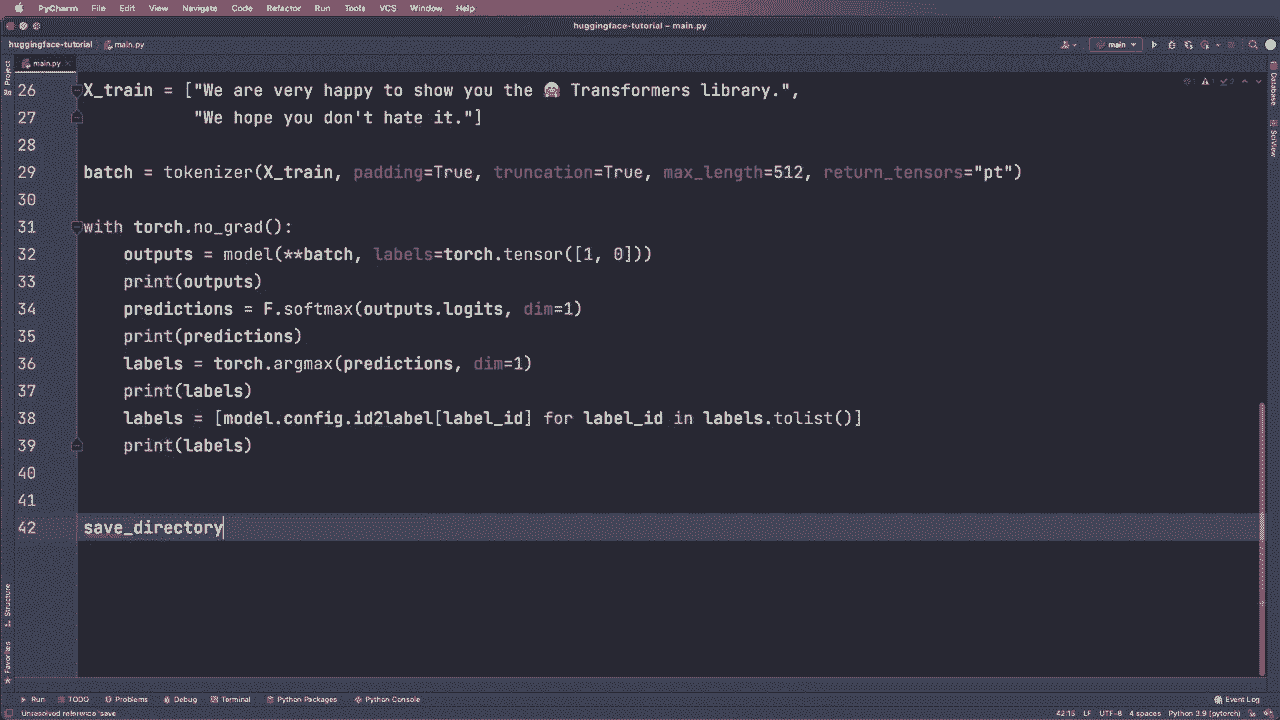 PyCharm File Edit View Navigate Code Refactor Run Tools VCS Window Help
huggingface-tutorial – main.py
huggingface-tutorial main.py main
main.py
Project
Database
SciView
26 X_train = ["We are very happy to show you the 🤗 Transformers library.",
27 "We hope you don't hate it."]
28
29 batch = tokenizer(X_train, padding=True, truncation=True, max_length=512, return_tensors="pt")
30
31 with torch.no_grad():
32 outputs = model(**batch, labels=torch.tensor([1, 0]))
33 print(outputs)
34 predictions = F.softmax(outputs.logits, dim=1)
35 print(predictions)
36 labels = torch.argmax(predictions, dim=1)
37 print(labels)
38 labels = [model.config.id2label[label_id] for label_id in labels.tolist()]
39 print(labels)
40
41
42 save_directory
Structure
Favorites
Run TODO Problems Debug Terminal Python Packages Python Console Event Log
Unresolved reference 'save 42:15 LF UTF-8 4 spaces Python 3.9 (pytorch)